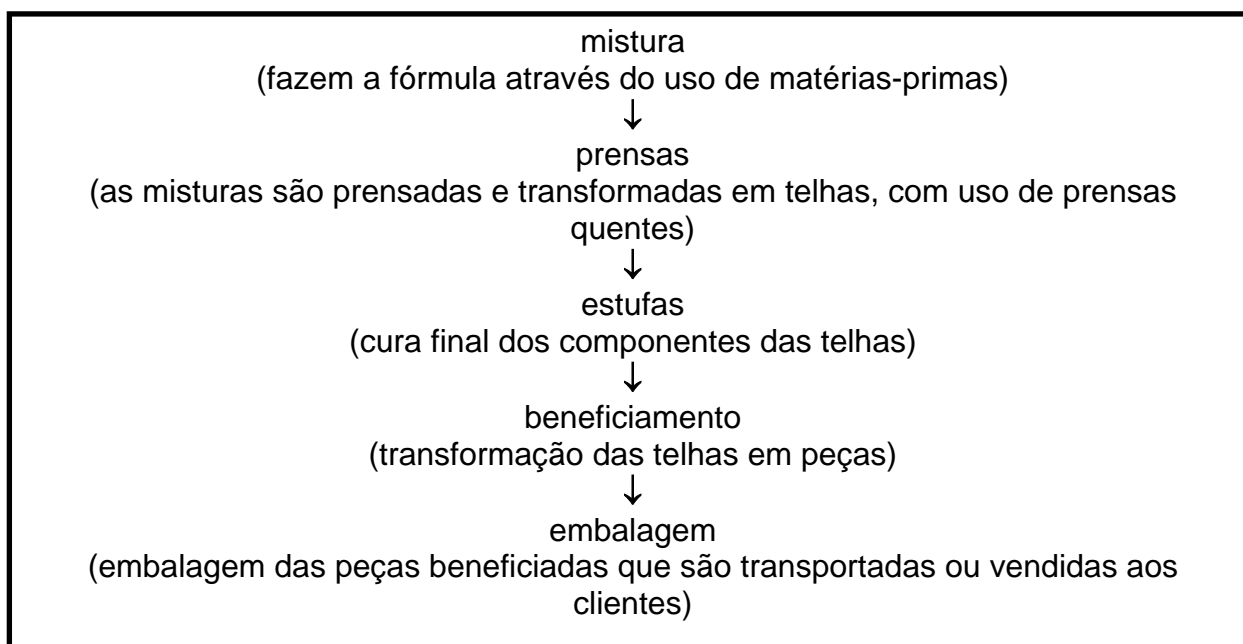 mistura
(fazem a fórmula através do uso de matérias-primas)
↓
prensas
(as misturas são prensadas e transformadas em telhas, com uso de prensas
quentes)
↓
estufas
(cura final dos componentes das telhas)
↓
beneficiamento
(transformação das telhas em peças)
↓
embalagem
(embalagem das peças beneficiadas que são transportadas ou vendidas aos
clientes)